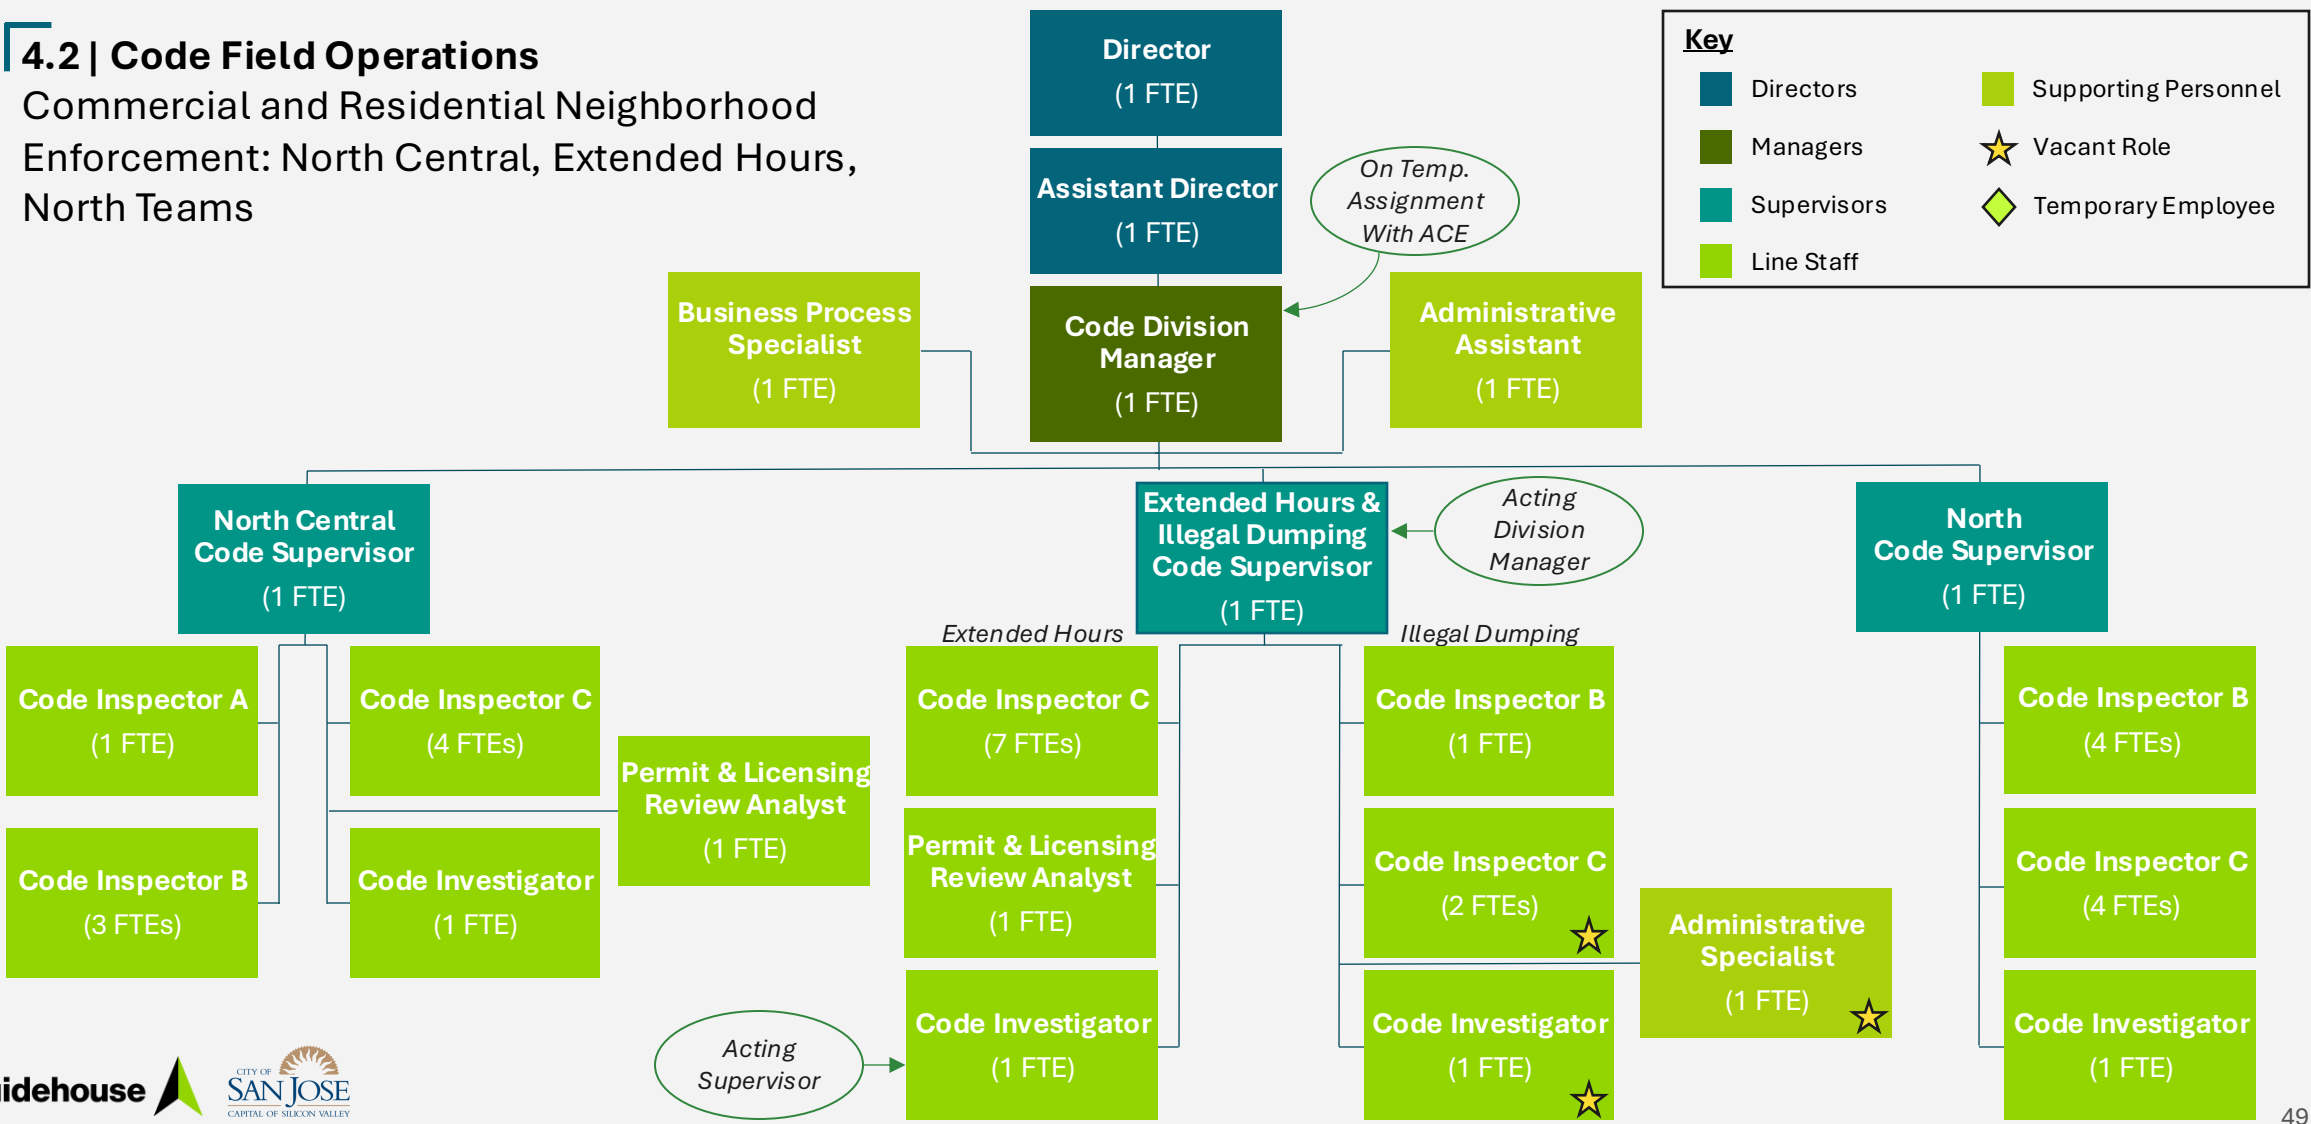 4.2 | Code Field Operations
Commercial and Residential Neighborhood
Enforcement: North Central, Extended Hours,
North Teams
Director
(1 FTE)
Assistant Director
(1 FTE)
On Temp.
Assignment
With ACE
Key
Directors
Managers
Supervisors
Line Staff
Supporting Personnel
Vacant Role
Temporary Employee
Business Process
Specialist
(1 FTE)
Code Division
Manager
(1 FTE)
Administrative
Assistant
(1 FTE)
North Central
Code Supervisor
(1 FTE)
Extended Hours &
Illegal Dumping
Code Supervisor
(1 FTE)
Acting
Division
Manager
North
Code Supervisor
(1 FTE)
Code Inspector A
(1 FTE)
Code Inspector C
(4 FTEs)
Permit & Licensing
Review Analyst
(1 FTE)
Code Inspector B
(3 FTEs)
Code Investigator
(1 FTE)
Extended Hours
Code Inspector C
(7 FTEs)
Permit & Licensing
Review Analyst
(1 FTE)
Code Investigator
(1 FTE)
Acting
Supervisor
Illegal Dumping
Code Inspector B
(1 FTE)
Code Inspector C
(2 FTEs)
Code Investigator
(1 FTE)
Administrative
Specialist
(1 FTE)
Code Inspector B
(4 FTEs)
Code Inspector C
(4 FTEs)
Code Investigator
(1 FTE)
idehouse
CITY OF
SAN JOSE
CAPITAL OF SILICON VALLEY
49